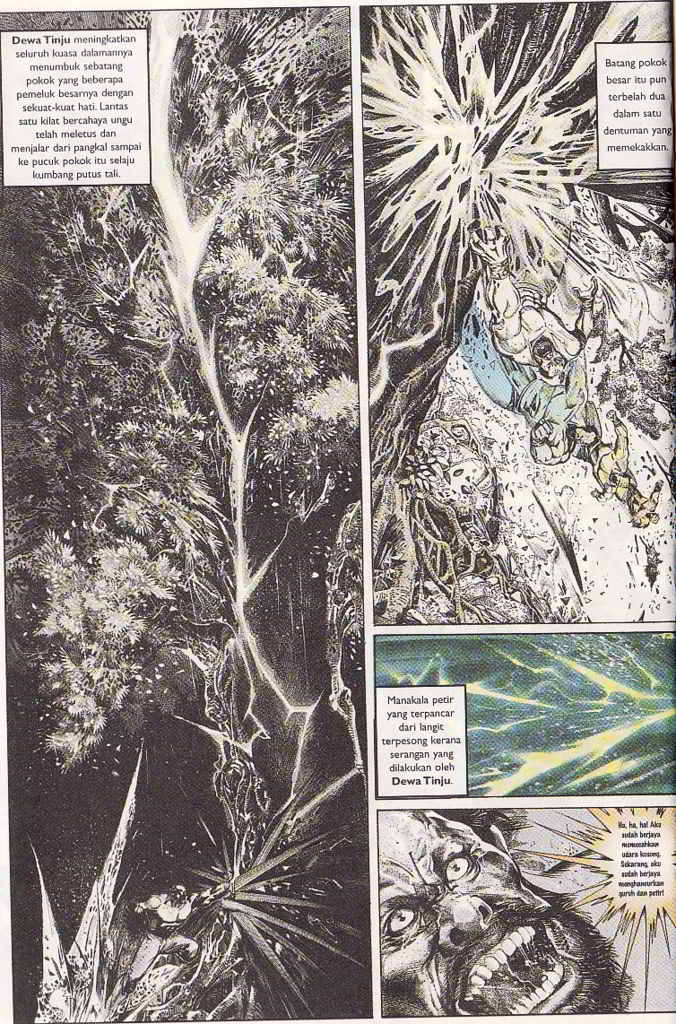 Dewa Tinju meningkatkan
seluruh kuasa dalamannya
menumbuk sebatang
pokok yang beberapa
pemeluk besarnya dengan
sekuat-kuat hati. Lantas
satu kilat bercahaya ungu
telah meletus dan
menjalar dari pangkal sampai
ke pucuk pokok itu selaju
kumbang putus tali.
Batang pokok
besar itu pun
terbelah dua
dalam satu
dentuman yang
memekakkan.
Manakala petir
yang terpancar
dari langit
terpesong kerana
serangan yang
dilakukan oleh
Dewa Tinju.
Ha, ha, ha! Aku
sudah berjaya
memusnahkan
udara kosong.
Sekarang, aku
sudah berjaya
menghancurkan
guruh dan petir!